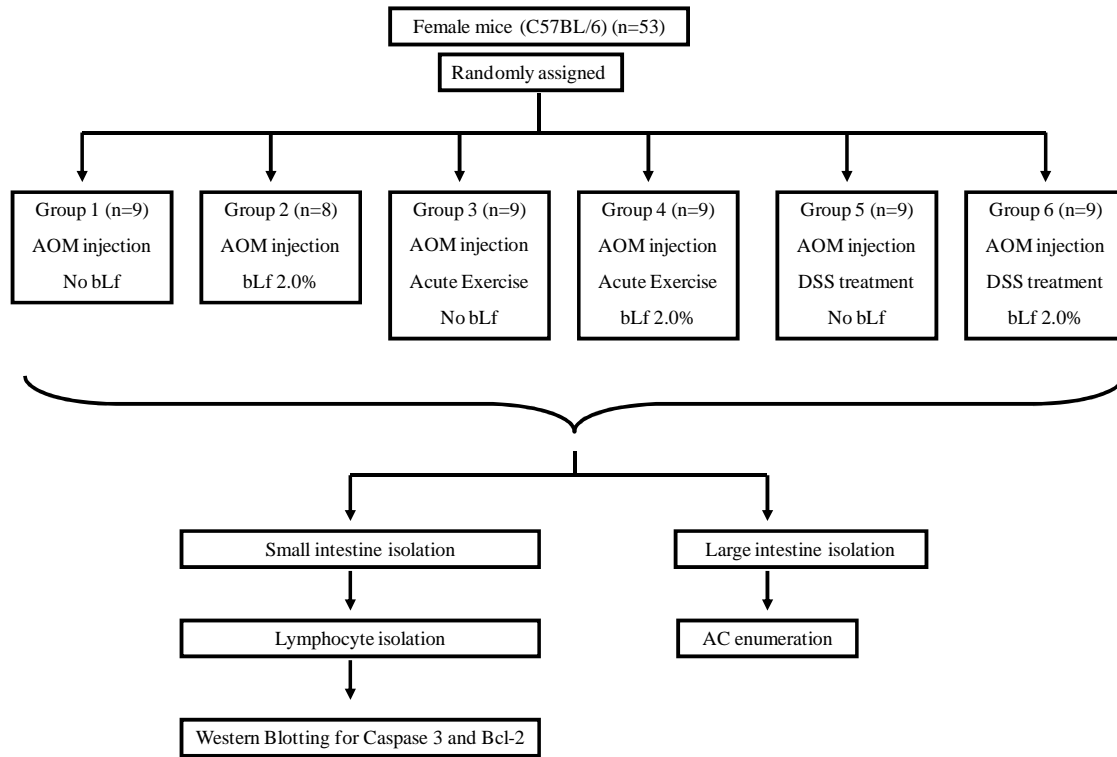 Female mice (C57BL/6) (n=53)
Randomly assigned
Group 1 (n=9)
AOM injection
No bLf
Group 2 (n=8)
AOM injection
bLf 2.0%
Group 3 (n=9)
AOM injection
Acute Exercise
No bLf
Group 4 (n=9)
AOM injection
Acute Exercise
bLf 2.0%
Group 5 (n=9)
AOM injection
DSS treatment
No bLf
Group 6 (n=9)
AOM injection
DSS treatment
bLf 2.0%
Small intestine isolation
Large intestine isolation
Lymphocyte isolation
AC enumeration
Western Blotting for Caspase 3 and Bcl-2